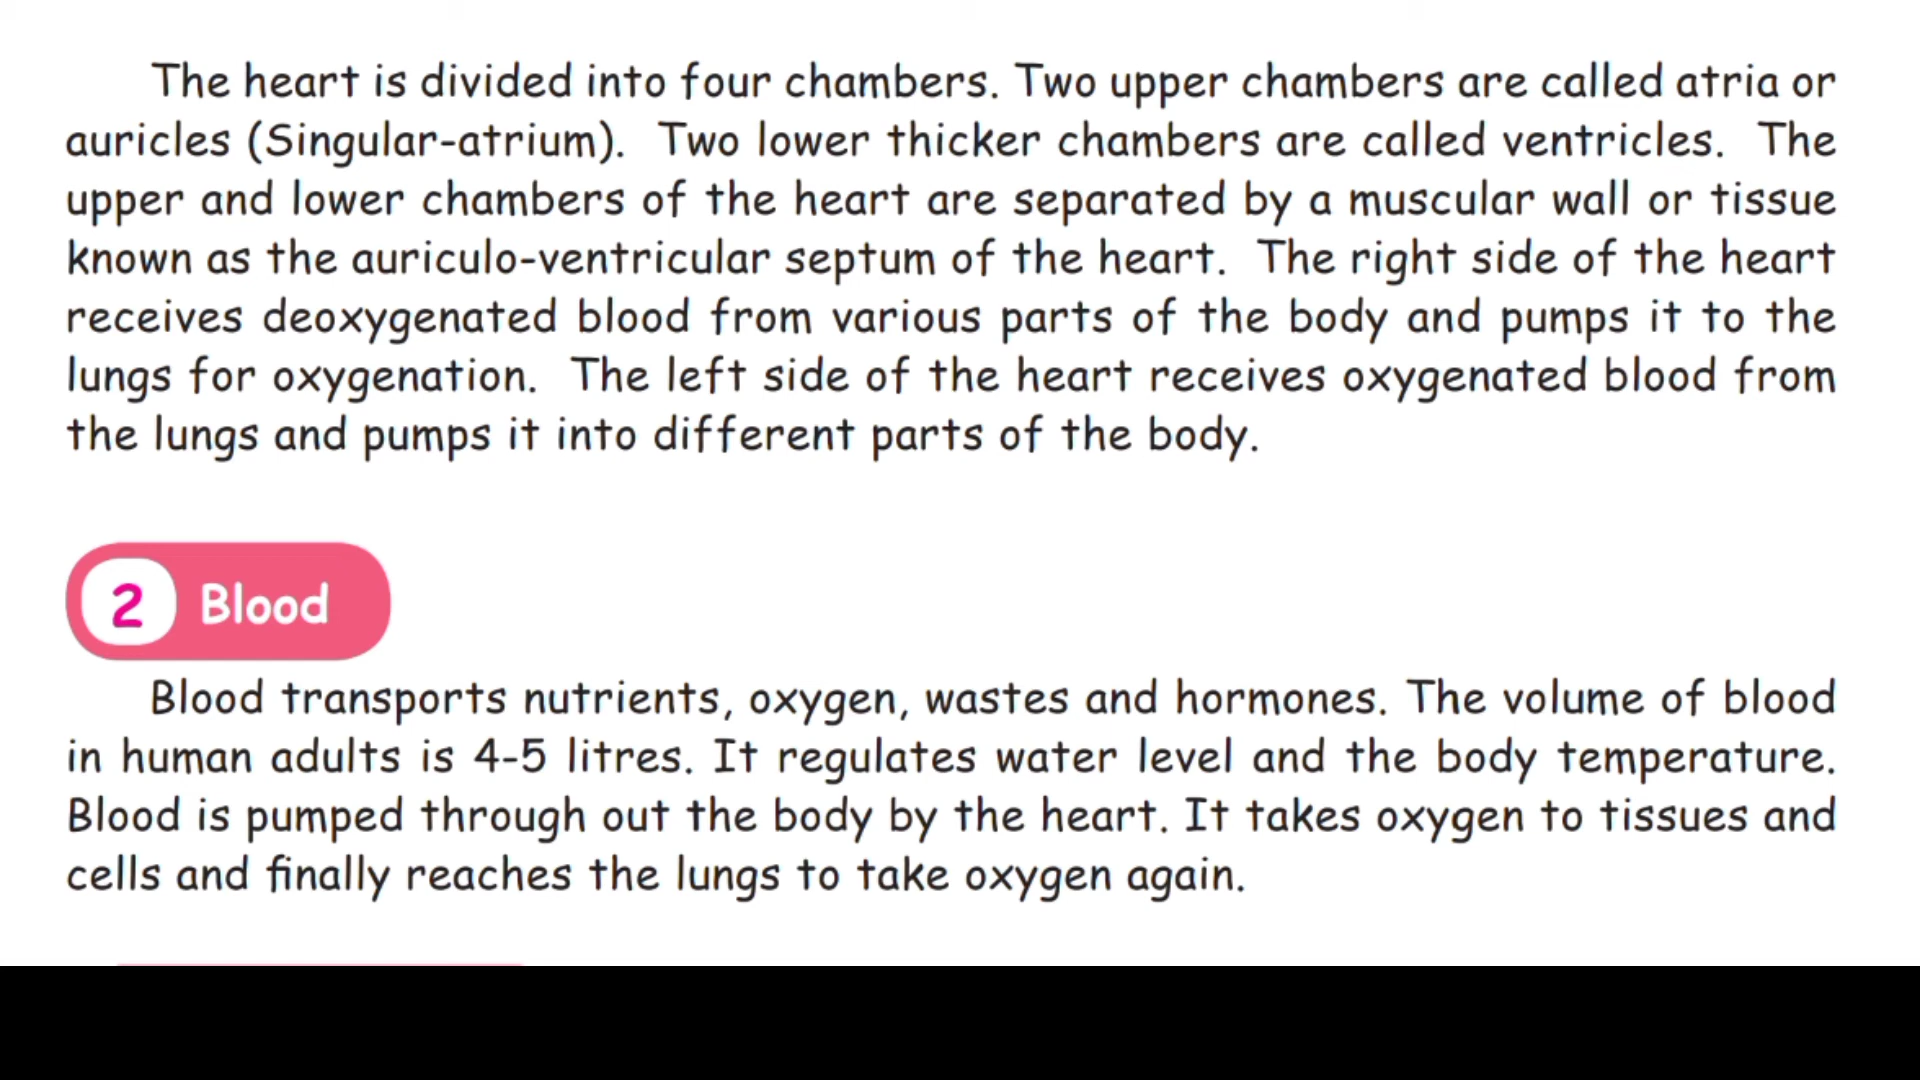 The heart is divided into four chambers. Two upper chambers are called atria or
auricles (Singular-atrium). Two lower thicker chambers are called ventricles. The
upper and lower chambers of the heart are separated by a muscular wall or tissue
known as the auriculo-ventricular septum of the heart. The right side of the heart
receives deoxygenated blood from various parts of the body and pumps it to the
lungs for oxygenation. The left side of the heart receives oxygenated blood from
the lungs and pumps it into different parts of the body.
2 Blood
Blood transports nutrients, oxygen, wastes and hormones. The volume of blood
in human adults is 4-5 litres. It regulates water level and the body temperature.
Blood is pumped through out the body by the heart. It takes oxygen to tissues and
cells and finally reaches the lungs to take oxygen again.